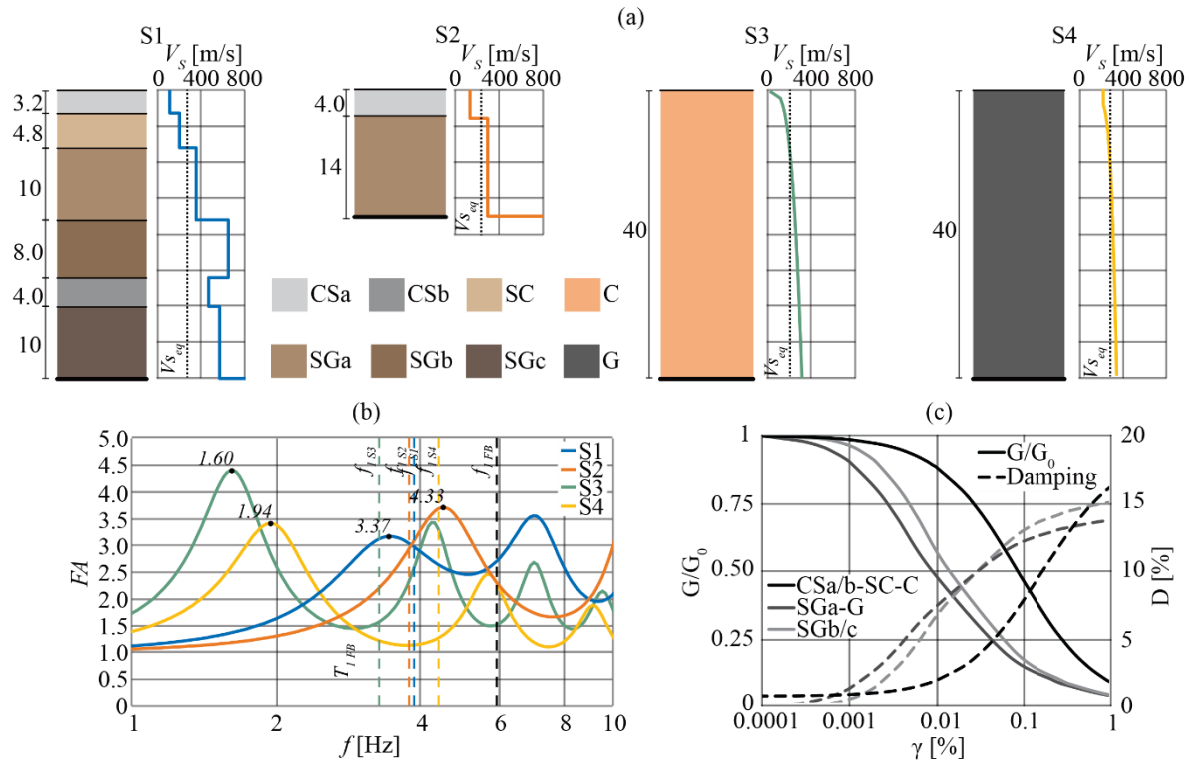 (a)
S1
S2
S3
S4
V_S [m/s]
V_S [m/s]
V_S [m/s]
V_S [m/s]
0 400 800
0 400 800
0 400 800
0 400 800
3.2
4.8
10
8.0
4.0
10
Vs_eq
4.0
14
Vs_eq
40
Vs_eq
40
Vs_eq
CSa
CSb
SC
C
SGa
SGb
SGc
G
(b)
FA
5.0
4.5
4.0
3.5
3.0
2.5
2.0
1.5
1.0
0.5
0
1 2 4 6 8 10
f [Hz]
1.60
1.94
3.37
4.33
f_1 S3
f_1 S2
f_1 S1
f_1 S4
f_1 FB
T_1 FB
S1
S2
S3
S4
(c)
G/G_0
1
0.75
0.50
0.25
0
0.0001 0.001 0.01 0.1 1
γ [%]
20
15
10
5
0
D [%]
G/G_0
Damping
CSa/b-SC-C
SGa-G
SGb/c